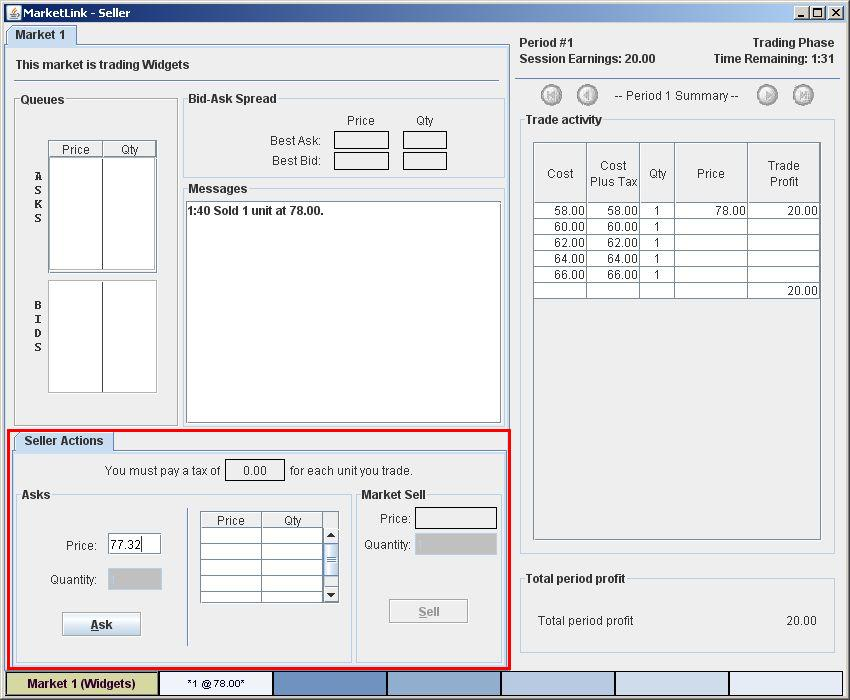 MarketLink - Seller
Market 1
This market is trading Widgets
Period #1
Trading Phase
Session Earnings: 20.00
Time Remaining: 1:31
-- Period 1 Summary --
Queues
Price Qty
A
S
K
S
B
I
D
S
Bid-Ask Spread
Price Qty
Best Ask:
Best Bid:
Messages
1:40 Sold 1 unit at 78.00.
Trade activity
Cost Cost Plus Tax Qty Price Trade Profit
58.00 58.00 1 78.00 20.00
60.00 60.00 1
62.00 62.00 1
64.00 64.00 1
66.00 66.00 1
20.00
Seller Actions
You must pay a tax of 0.00 for each unit you trade.
Asks
Price: 77.32
Quantity:
Ask
Price Qty
Market Sell
Price:
Quantity:
Sell
Total period profit
Total period profit 20.00
Market 1 (Widgets)
*1 @ 78.00*